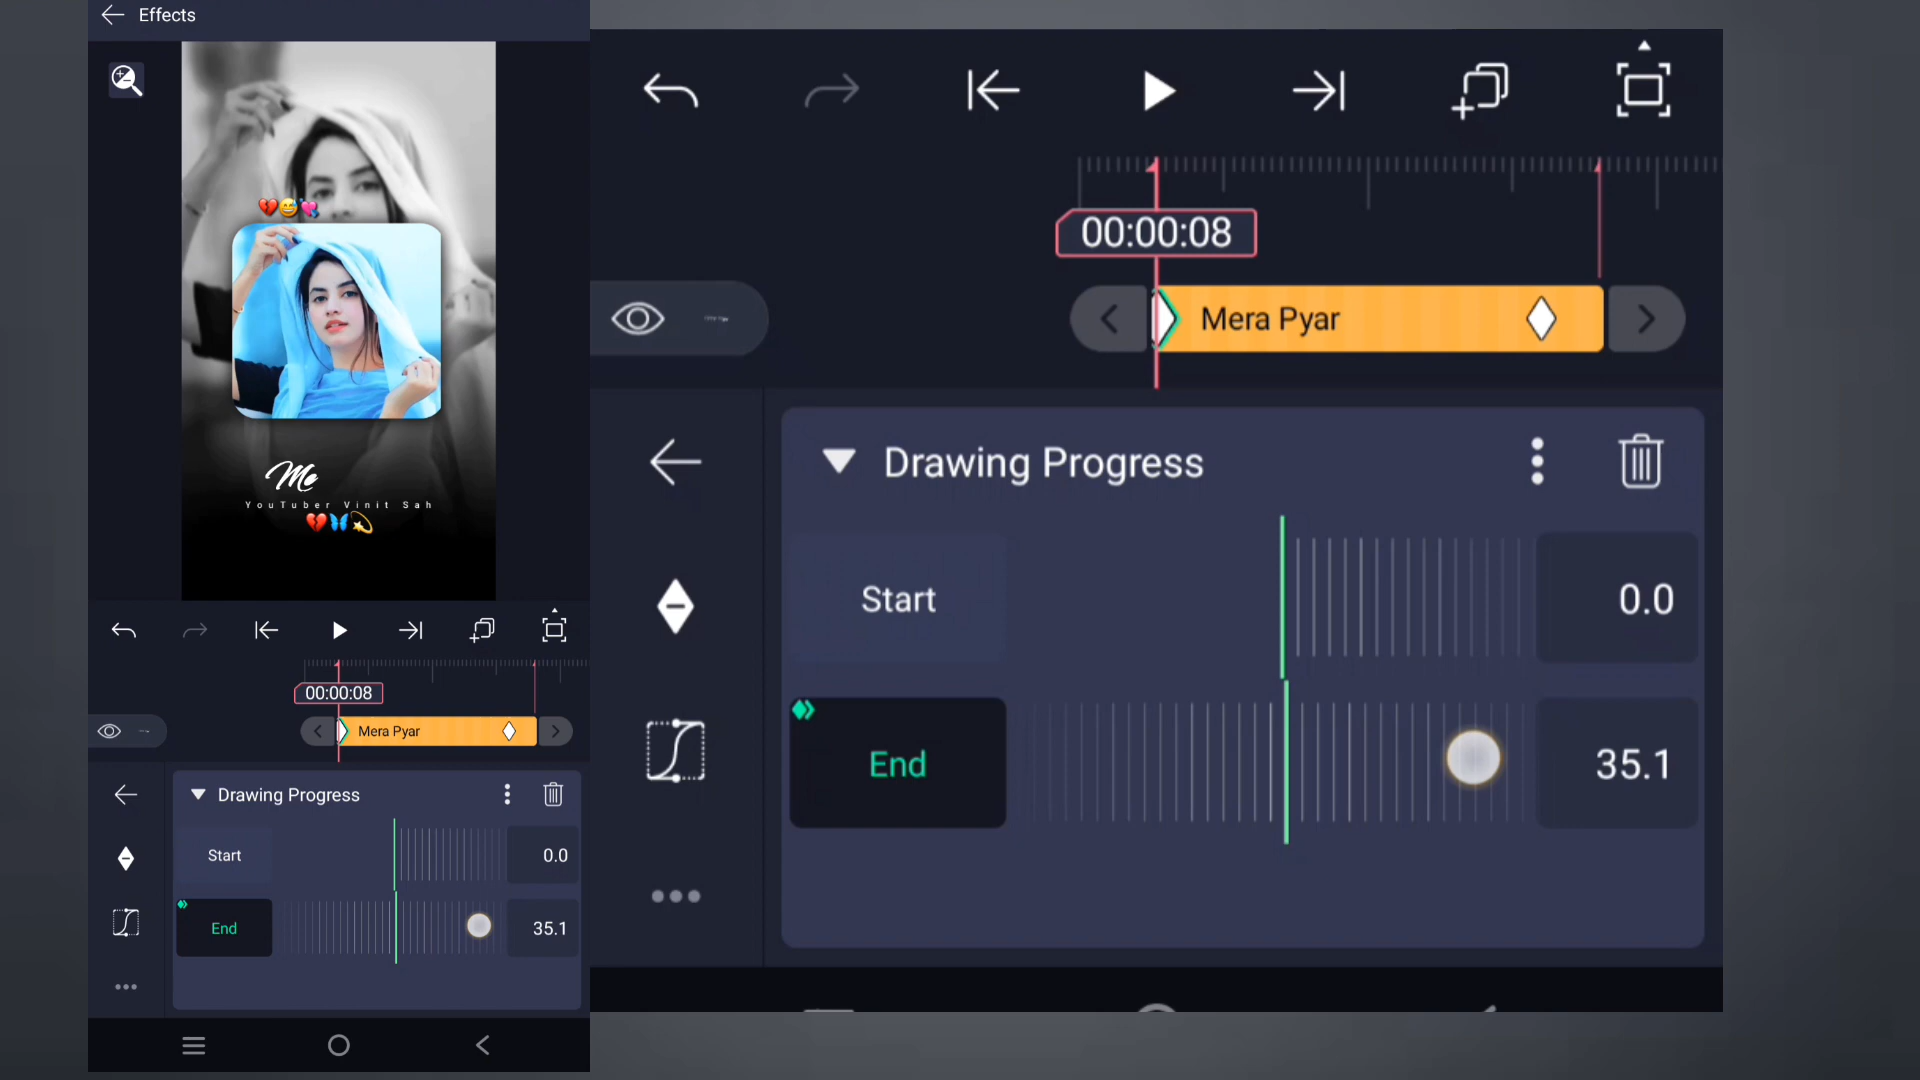 Effects
Me
YouTuber Vinit Sah
00:00:08
Mera Pyar
Drawing Progress
Start
0.0
End
35.1
00:00:08
Mera Pyar
Drawing Progress
Start
0.0
End
35.1